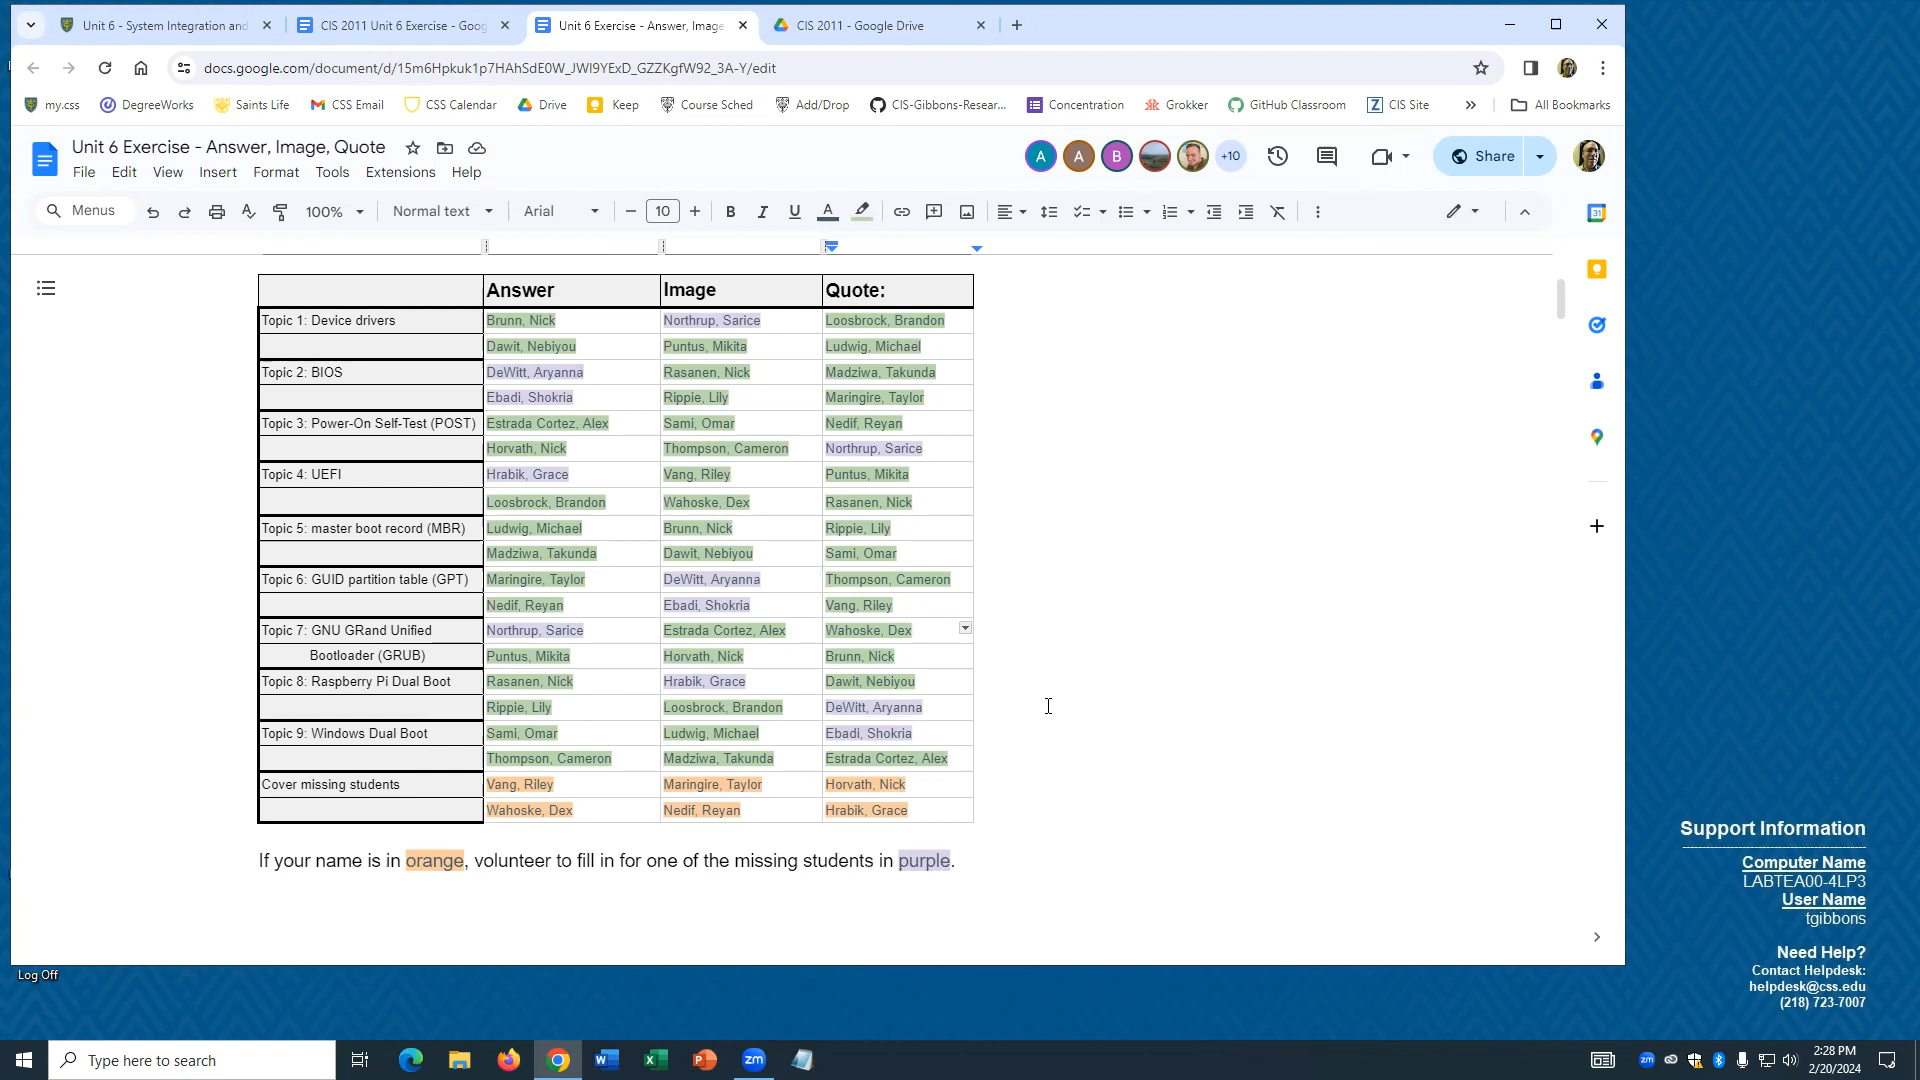 Unit 6 - System Integration and
CIS 2011 Unit 6 Exercise - Goog
Unit 6 Exercise - Answer, Image
CIS 2011 - Google Drive
docs.google.com/document/d/15m6Hpkuk1p7HAhSdE0W_JWI9YExD_GZZKgfW92_3A-Y/edit
my.css DegreeWorks Saints Life CSS Email CSS Calendar Drive Keep Course Sched Add/Drop CIS-Gibbons-Resear... Concentration Grokker GitHub Classroom CIS Site All Bookmarks
Unit 6 Exercise - Answer, Image, Quote
A A B +10 Share
File Edit View Insert Format Tools Extensions Help
Menus 100% Normal text Arial 10 B I U A
Answer Image Quote:
Topic 1: Device drivers Brunn, Nick Northrup, Sarice Loosbrock, Brandon
Dawit, Nebiyou Puntus, Mikita Ludwig, Michael
Topic 2: BIOS DeWitt, Aryanna Rasanen, Nick Madziwa, Takunda
Ebadi, Shokria Rippie, Lily Maringire, Taylor
Topic 3: Power-On Self-Test (POST) Estrada Cortez, Alex Sami, Omar Nedif, Reyan
Horvath, Nick Thompson, Cameron Northrup, Sarice
Topic 4: UEFI Hrabik, Grace Vang, Riley Puntus, Mikita
Loosbrock, Brandon Wahoske, Dex Rasanen, Nick
Topic 5: master boot record (MBR) Ludwig, Michael Brunn, Nick Rippie, Lily
Madziwa, Takunda Dawit, Nebiyou Sami, Omar
Topic 6: GUID partition table (GPT) Maringire, Taylor DeWitt, Aryanna Thompson, Cameron
Nedif, Reyan Ebadi, Shokria Vang, Riley
Topic 7: GNU GRand Unified Northrup, Sarice Estrada Cortez, Alex Wahoske, Dex
Bootloader (GRUB) Puntus, Mikita Horvath, Nick Brunn, Nick
Topic 8: Raspberry Pi Dual Boot Rasanen, Nick Hrabik, Grace Dawit, Nebiyou
Rippie, Lily Loosbrock, Brandon DeWitt, Aryanna
Topic 9: Windows Dual Boot Sami, Omar Ludwig, Michael Ebadi, Shokria
Thompson, Cameron Madziwa, Takunda Estrada Cortez, Alex
Cover missing students Vang, Riley Maringire, Taylor Horvath, Nick
Wahoske, Dex Nedif, Reyan Hrabik, Grace
If your name is in orange, volunteer to fill in for one of the missing students in purple.
Log Off
Support Information
Computer Name
LABTEA00-4LP3
User Name
tgibbons
Need Help?
Contact Helpdesk:
helpdesk@css.edu
(218) 723-7007
Type here to search
2:28 PM
2/20/2024